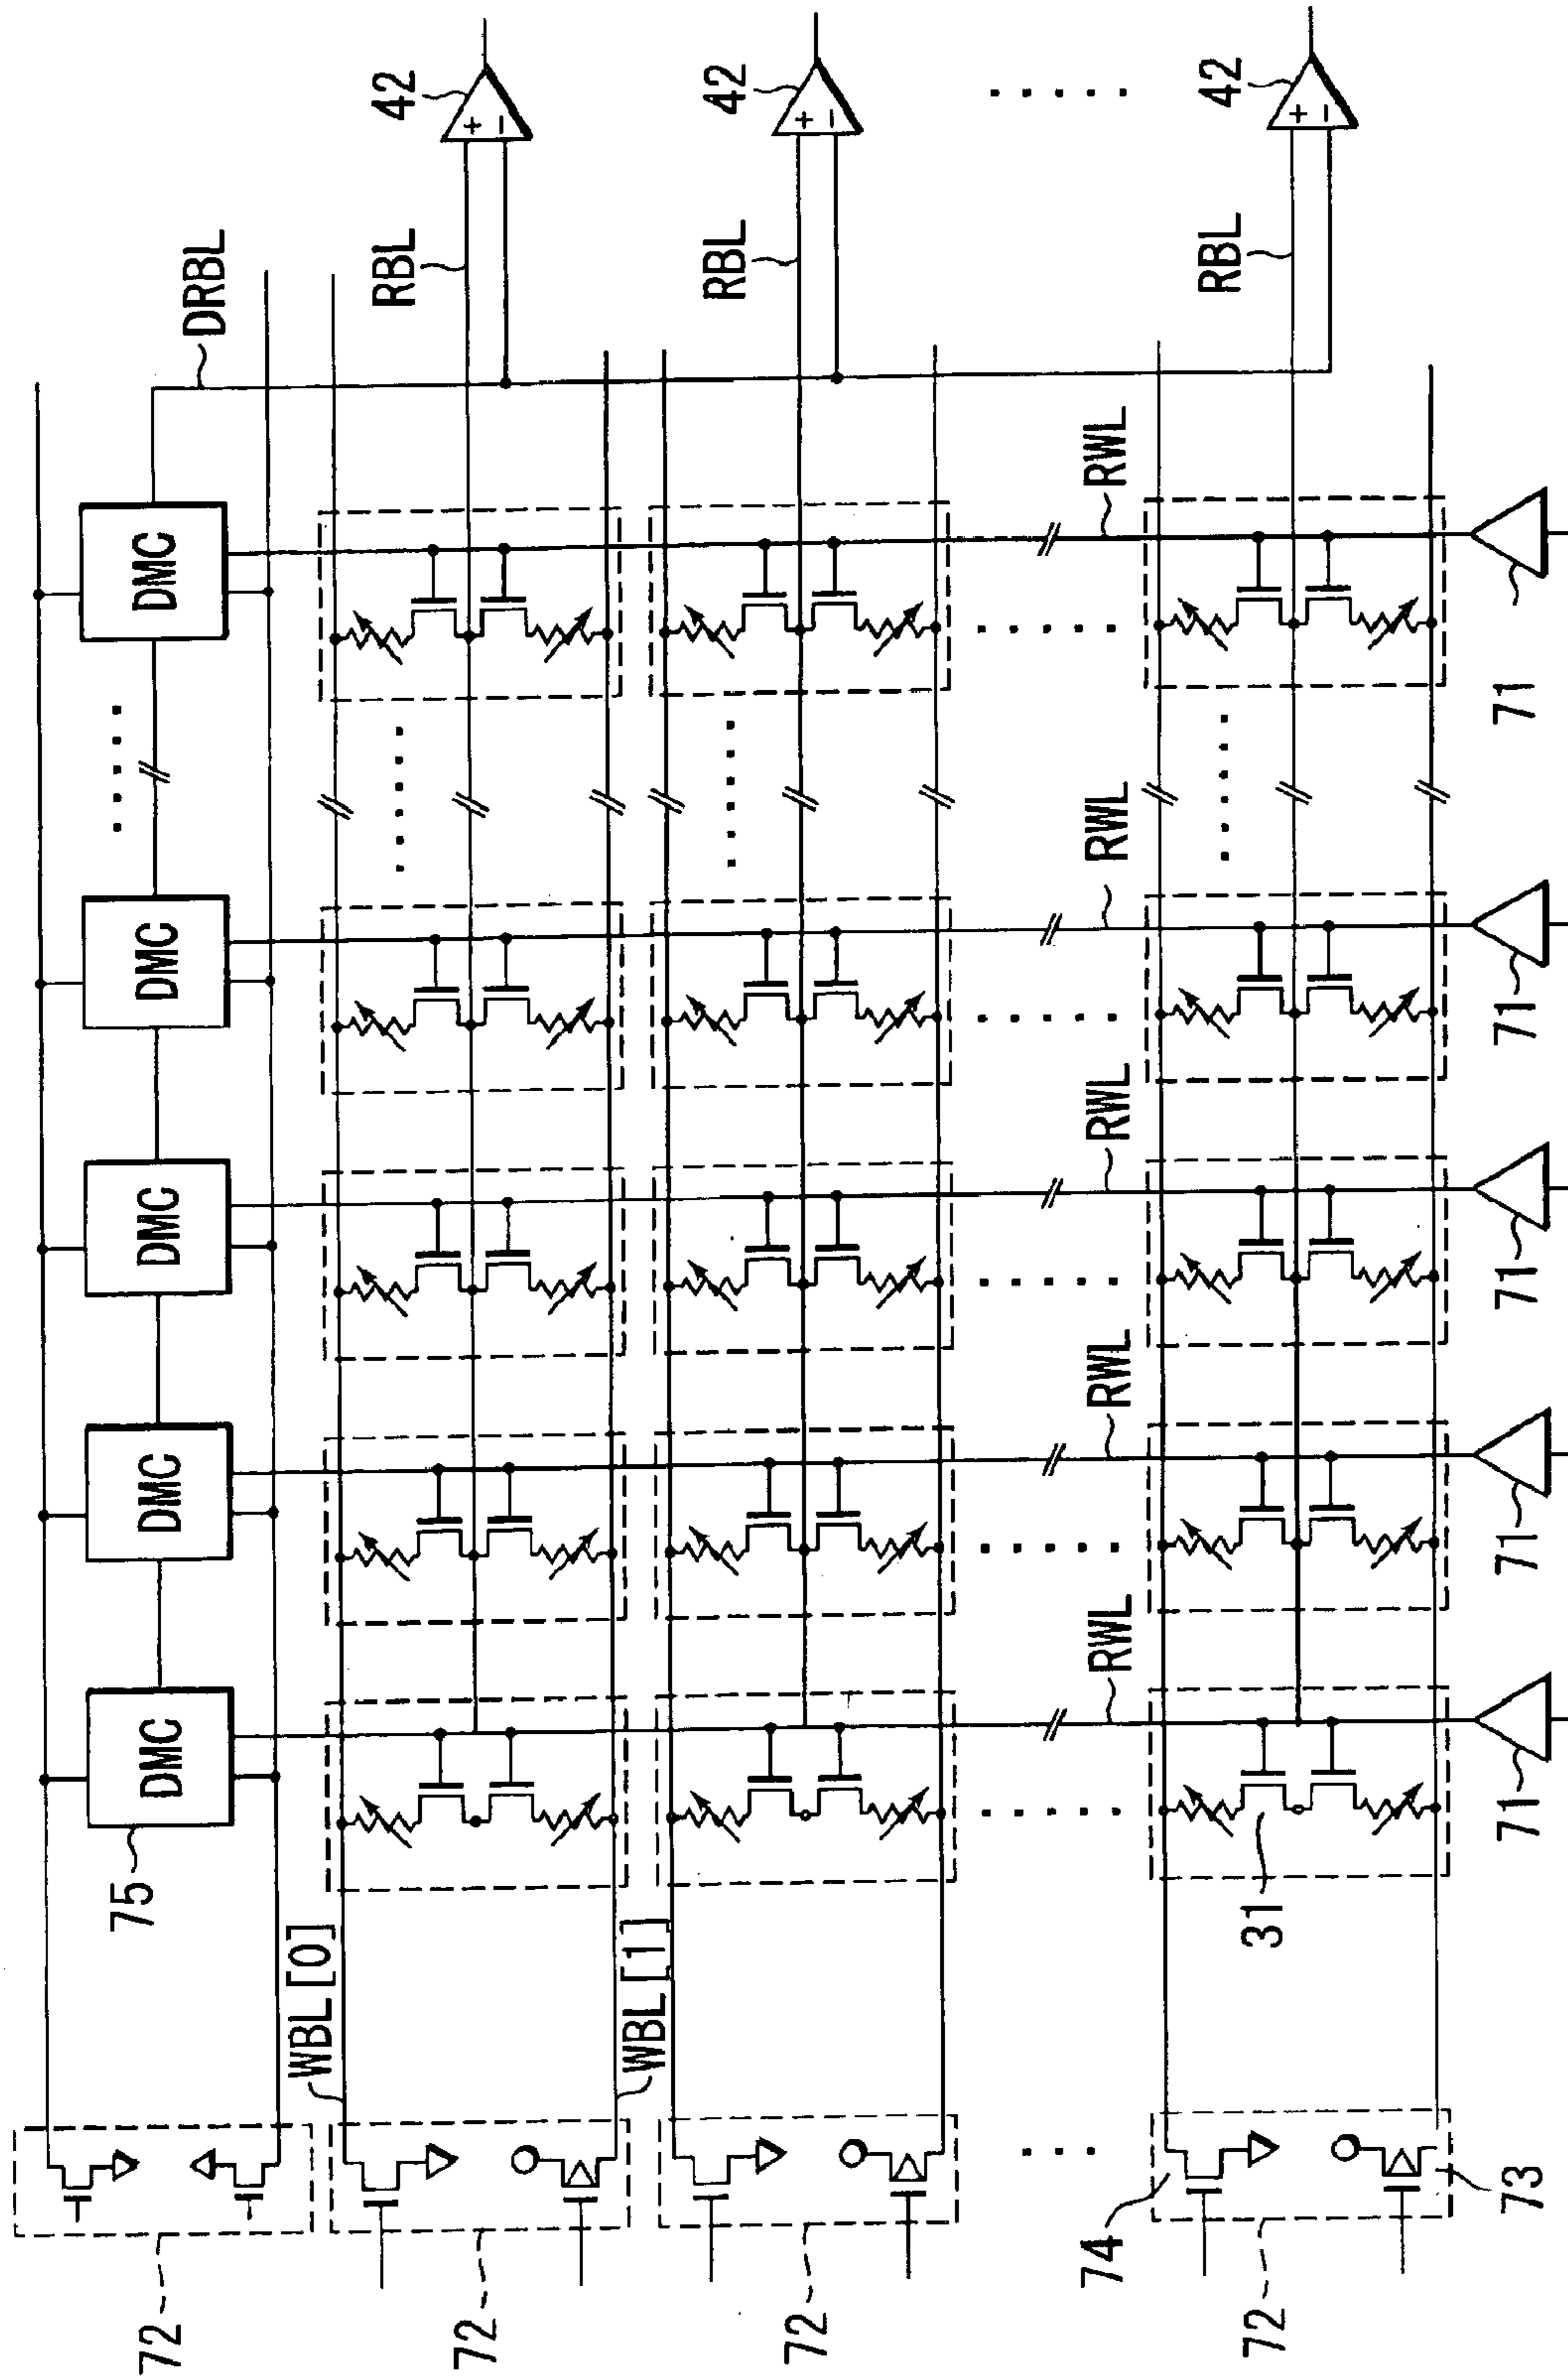 75
72 DMC DMC DMC DMC DMC
DRBL
WBL[0]
RBL 42
+
−
72
WBL[1]
RBL 42
+
−
72
74 RWL RWL RWL RWL RWL
RBL 42
72 31
+
−
73 71 71 71 71 71